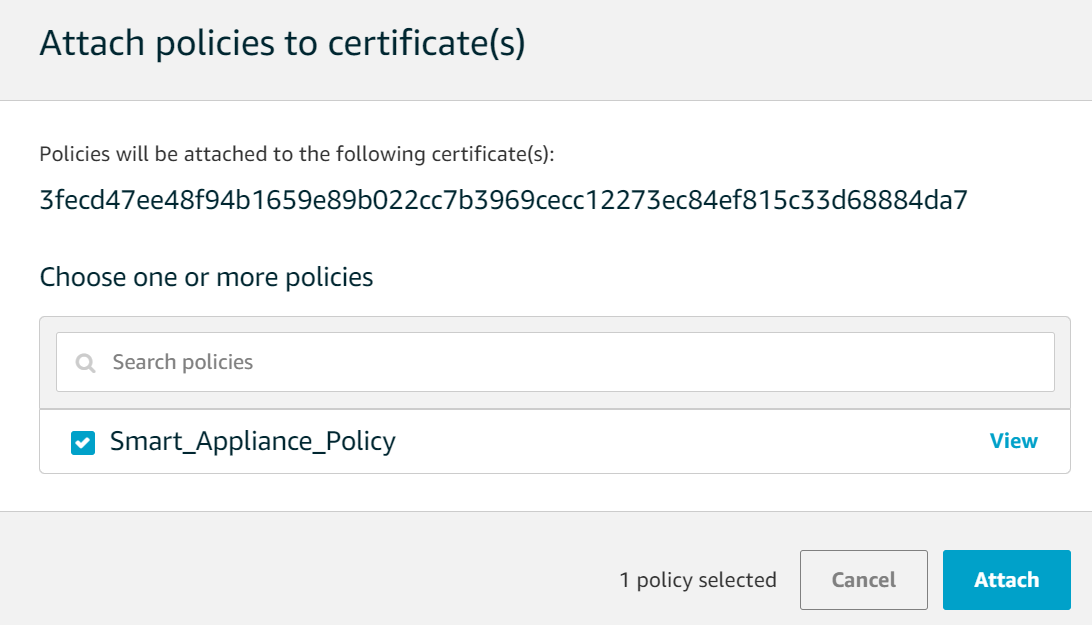 Attach policies to certificate(s)
Policies will be attached to the following certificate(s):
3fecd47ee48f94b1659e89b022cc7b3969cecc12273ec84ef815c33d68884da7
Choose one or more policies
Search policies
Smart_Appliance_Policy View
1 policy selected Cancel Attach